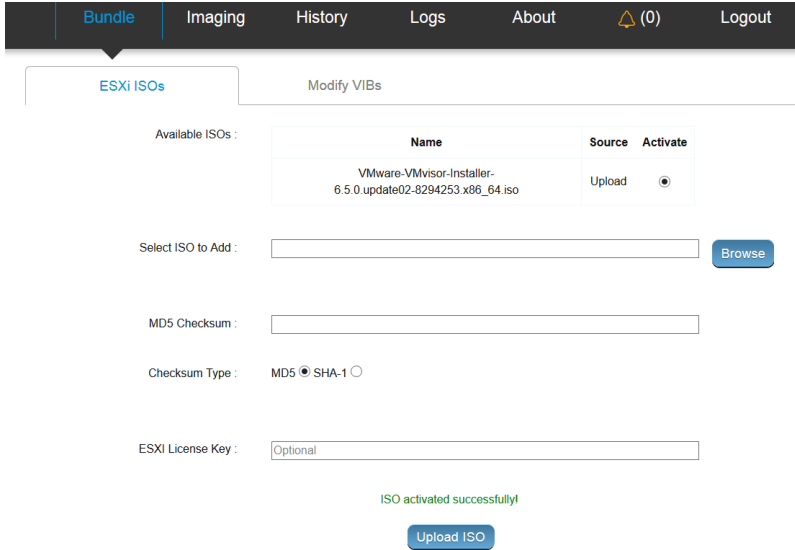 Bundle Imaging History Logs About (0) Logout
ESXi ISOs Modify VIBs
Available ISOs :
Name Source Activate
VMware-VMvisor-Installer-
6.5.0.update02-8294253.x86_64.iso
Upload
Select ISO to Add :
Browse
MD5 Checksum :
Checksum Type : MD5 SHA-1
ESXI License Key : Optional
ISO activated successfully!
Upload ISO